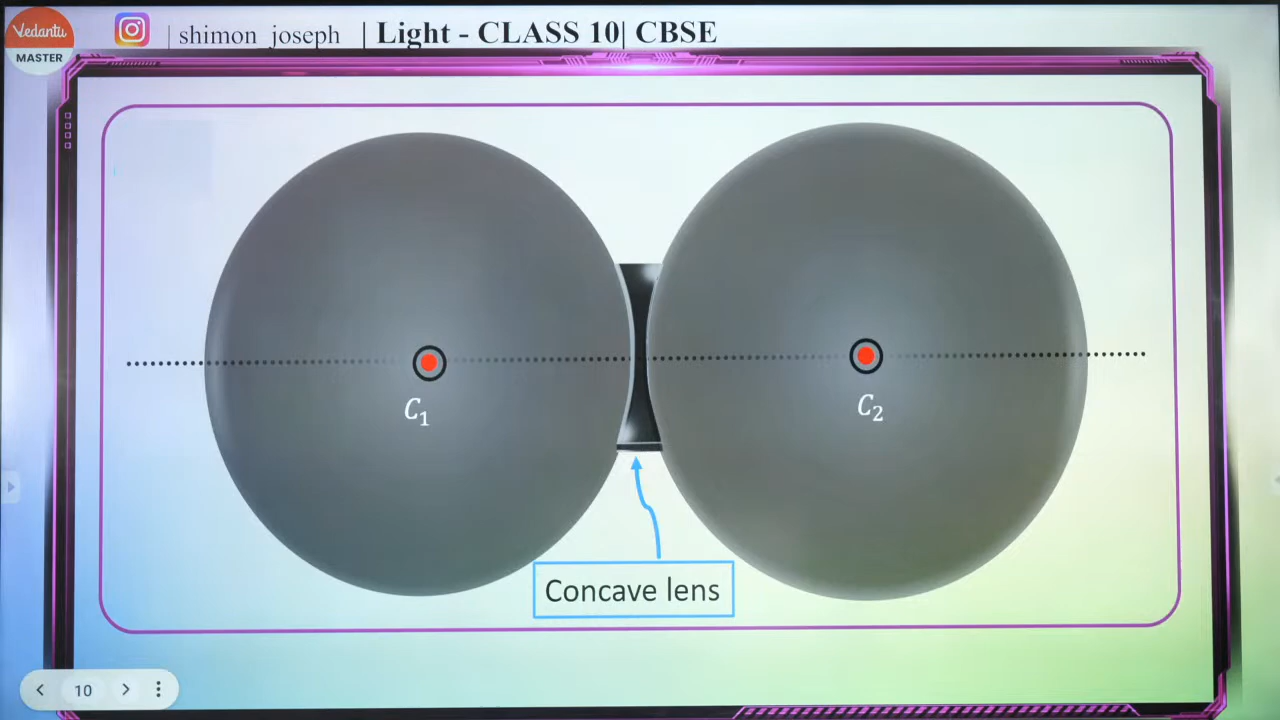 Vedantu
MASTER
| shimon_joseph | Light - CLASS 10| CBSE
C₁
C₂
Concave lens
10